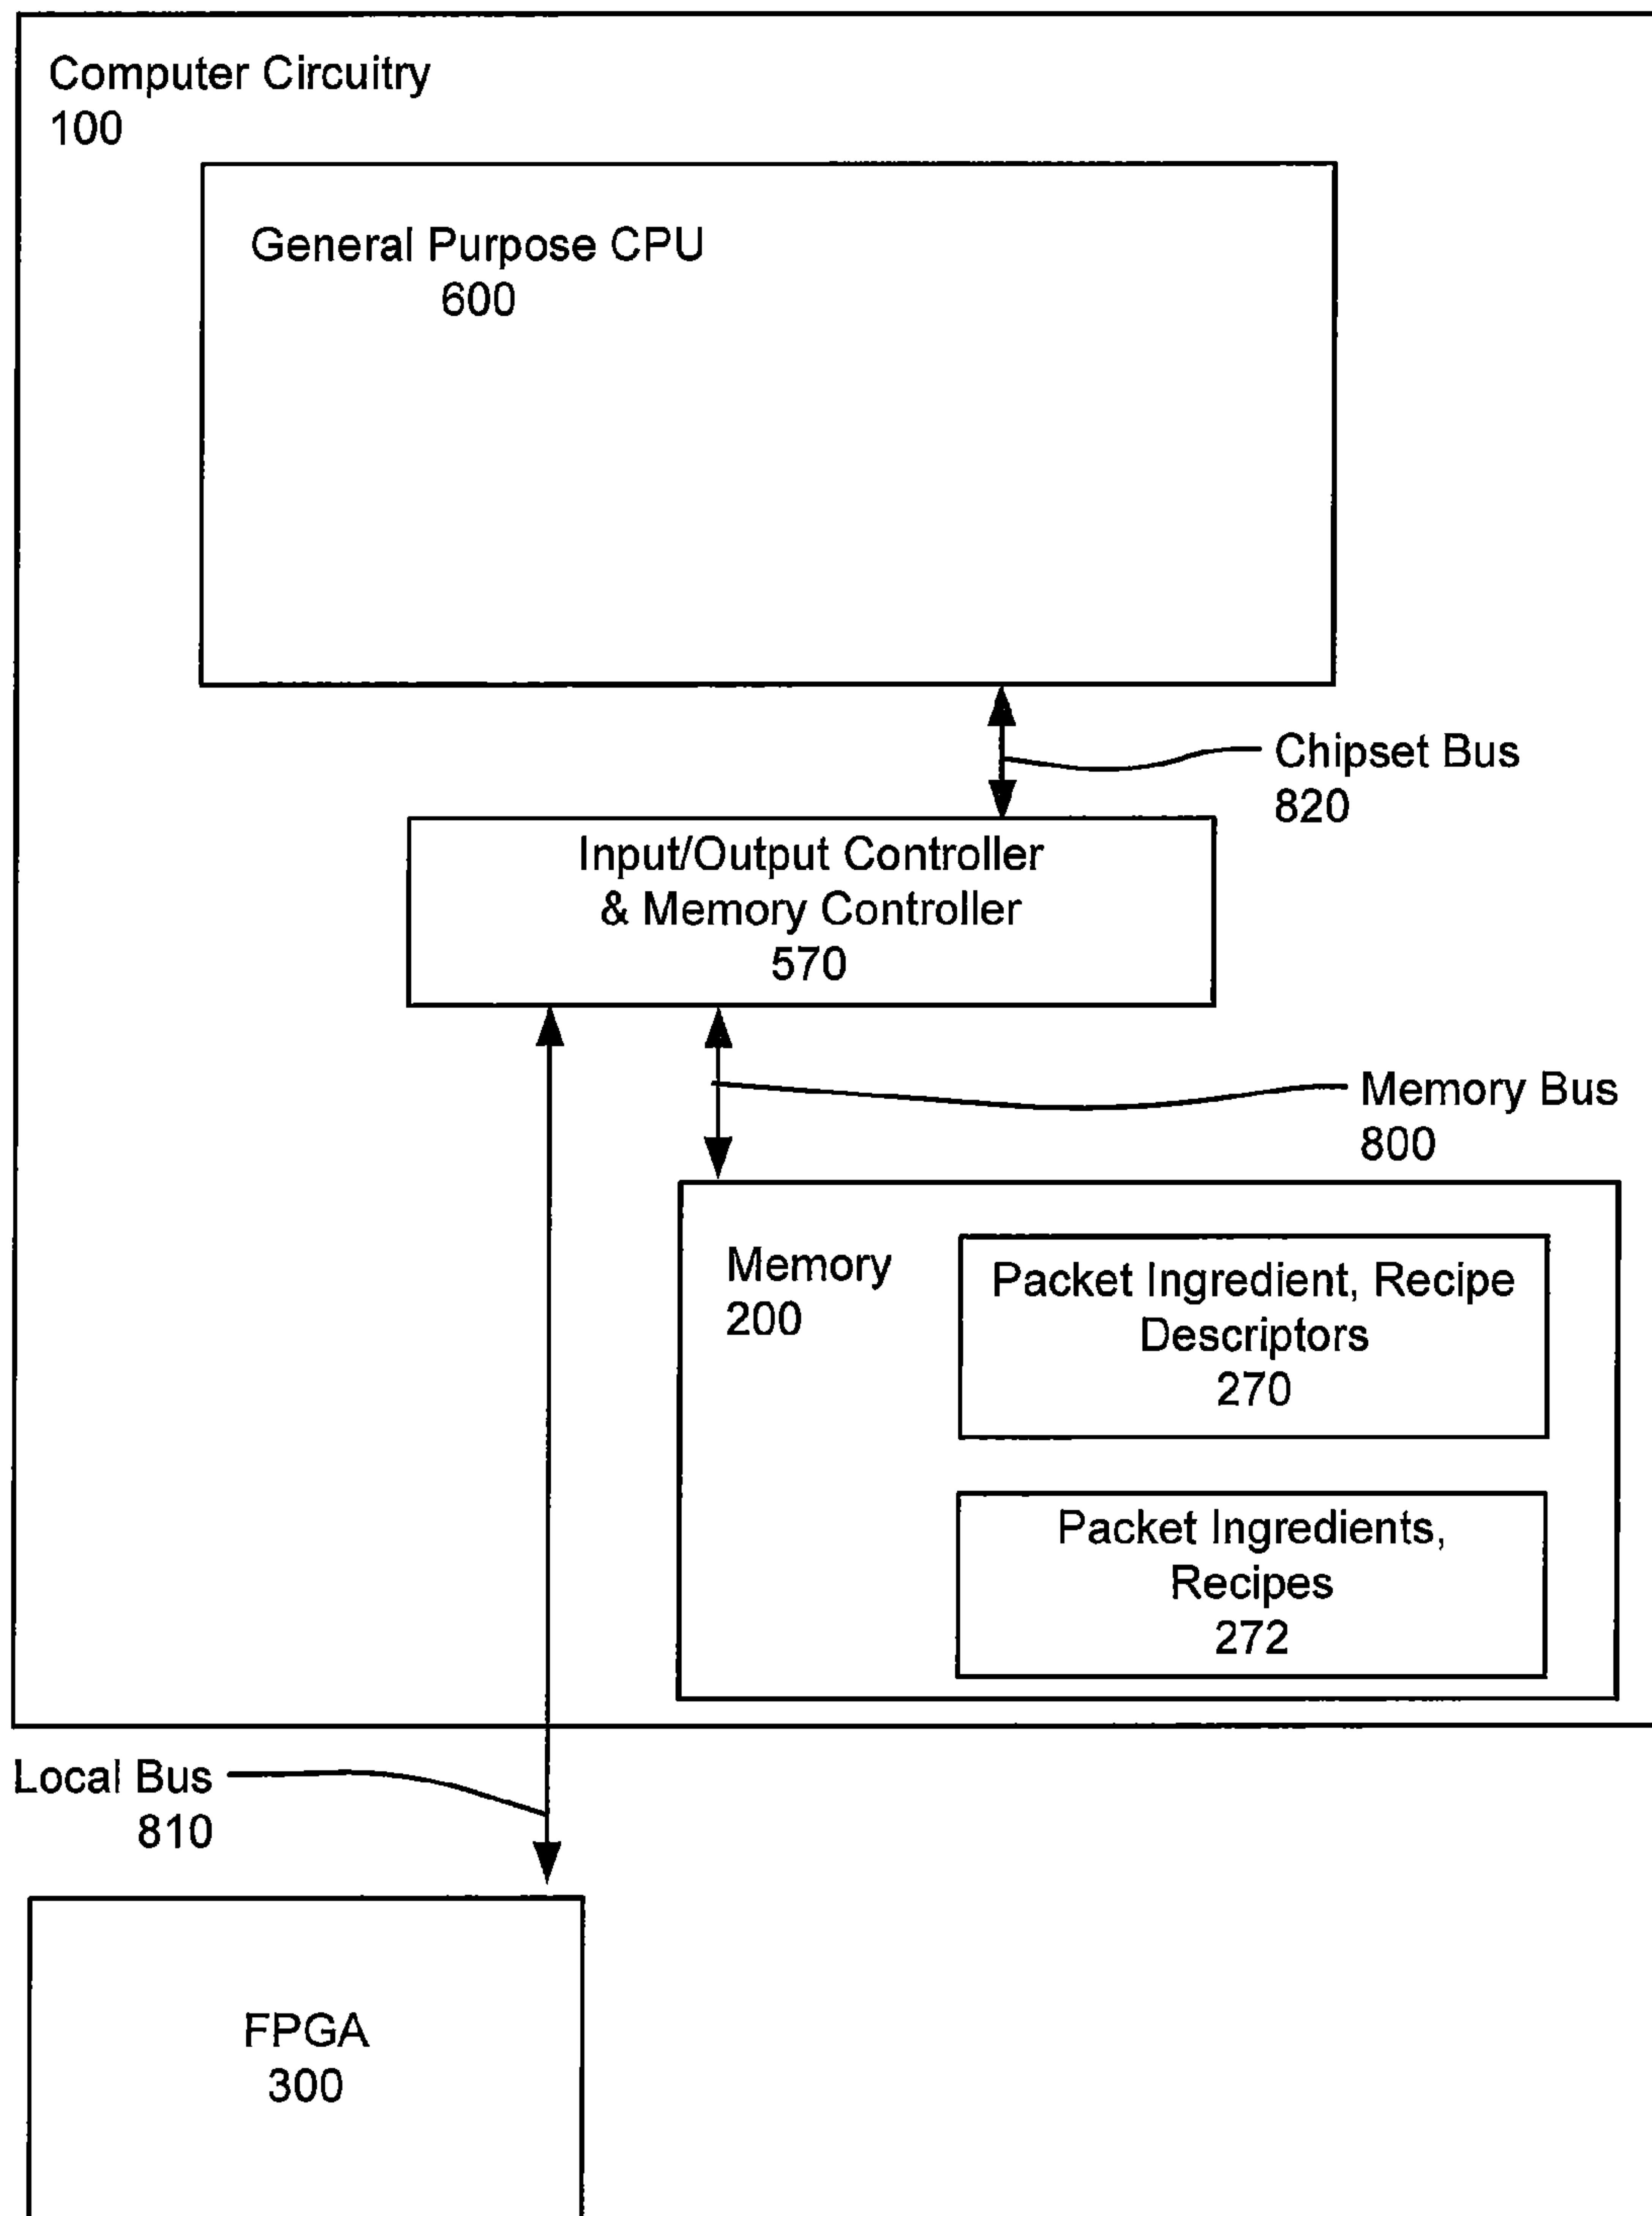 Computer Circuitry
100
General Purpose CPU
600
Chipset Bus
820
Input/Output Controller
& Memory Controller
570
Memory Bus
800
Memory
200
Packet Ingredient, Recipe
Descriptors
270
Packet Ingredients,
Recipes
272
Local Bus
810
FPGA
300